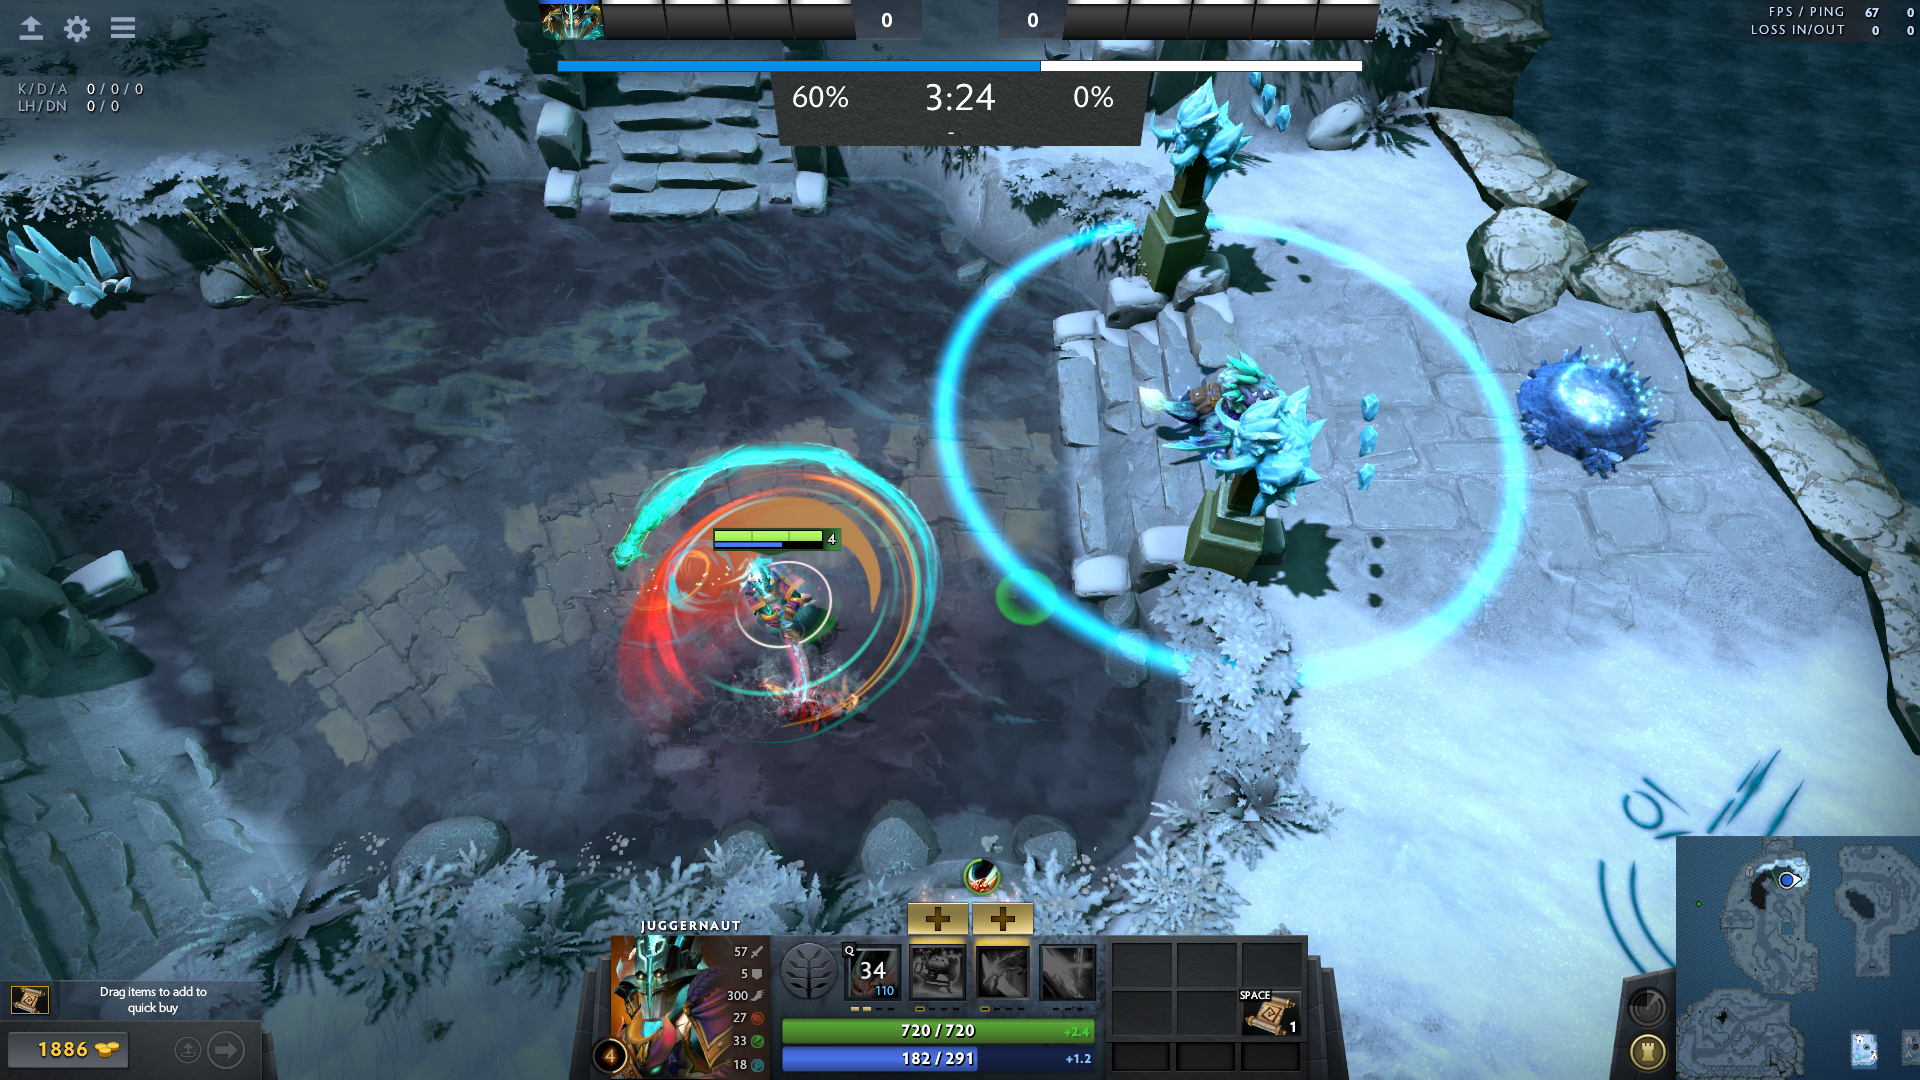 0
0
FPS / PING 67 0
LOSS IN/OUT 0 0
K/D/A 0 / 0 / 0
LH/DN 0 / 0
60%
3:24
0%
-
4
JUGGERNAUT
57
5
300
27
33
18
4
Q
34
110
720 / 720
+2.4
182 / 291
+1.2
SPACE
1
Drag items to add to
quick buy
1886